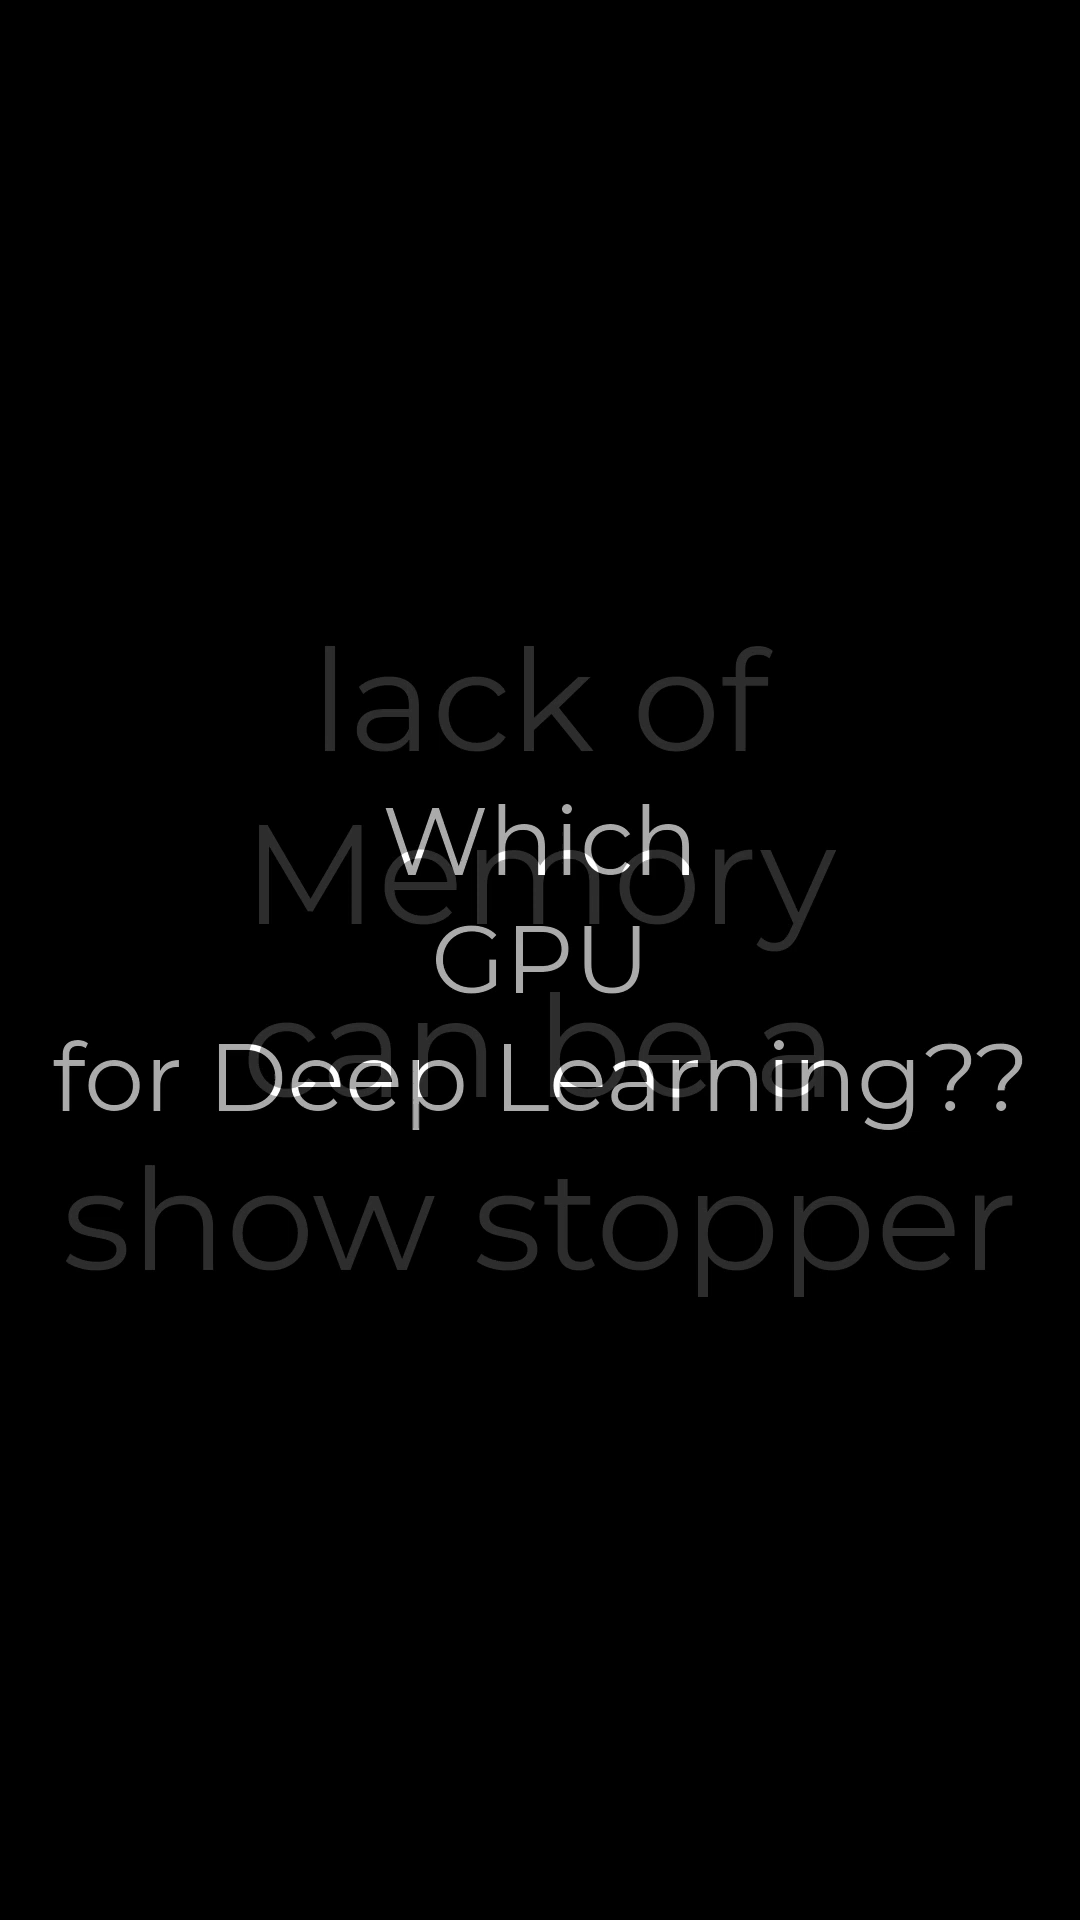 lack of
Memory
can be a
show stopper
Which
GPU
for Deep Learning??